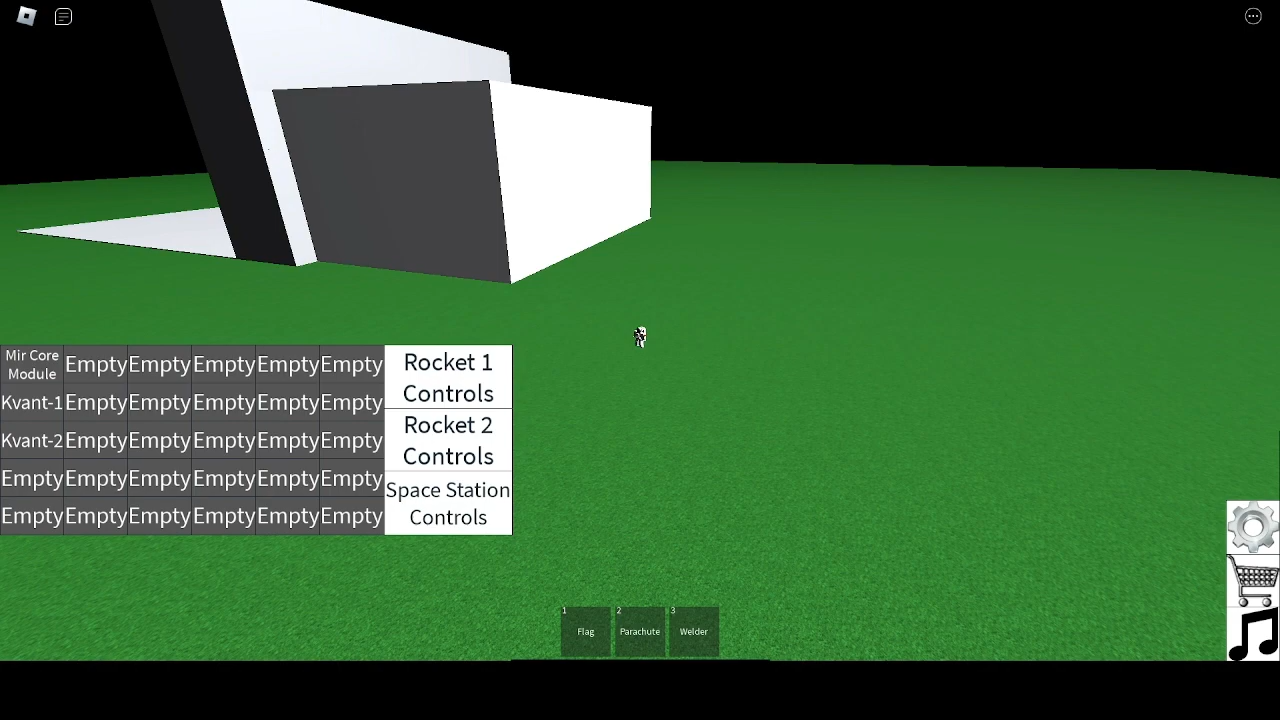 Mir Core
Module
Empty Empty Empty Empty Empty
Rocket 1
Controls
Kvant-1 Empty Empty Empty Empty Empty
Rocket 2
Controls
Kvant-2 Empty Empty Empty Empty Empty
Empty Empty Empty Empty Empty Empty
Space Station
Controls
Empty Empty Empty Empty Empty Empty
1 2 3
Flag Parachute Welder